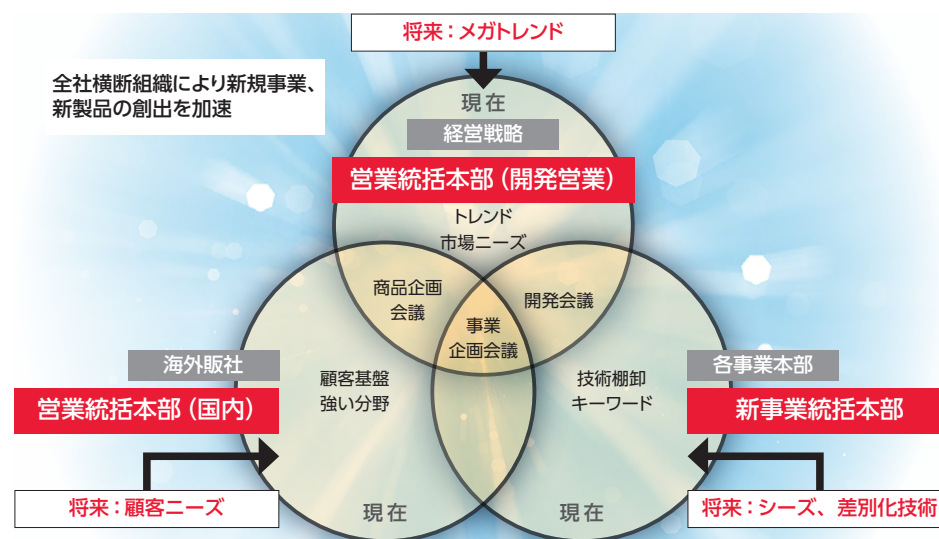 将来：メガトレンド
全社横断組織により新規事業、
新製品の創出を加速
現在
経営戦略
営業統括本部（開発営業）
トレンド
市場ニーズ
商品企画
会議
開発会議
事業
企画会議
海外販社
営業統括本部（国内）
顧客基盤
強い分野
技術棚卸
キーワード
各事業本部
新事業統括本部
将来：顧客ニーズ
現在
現在
将来：シーズ、差別化技術